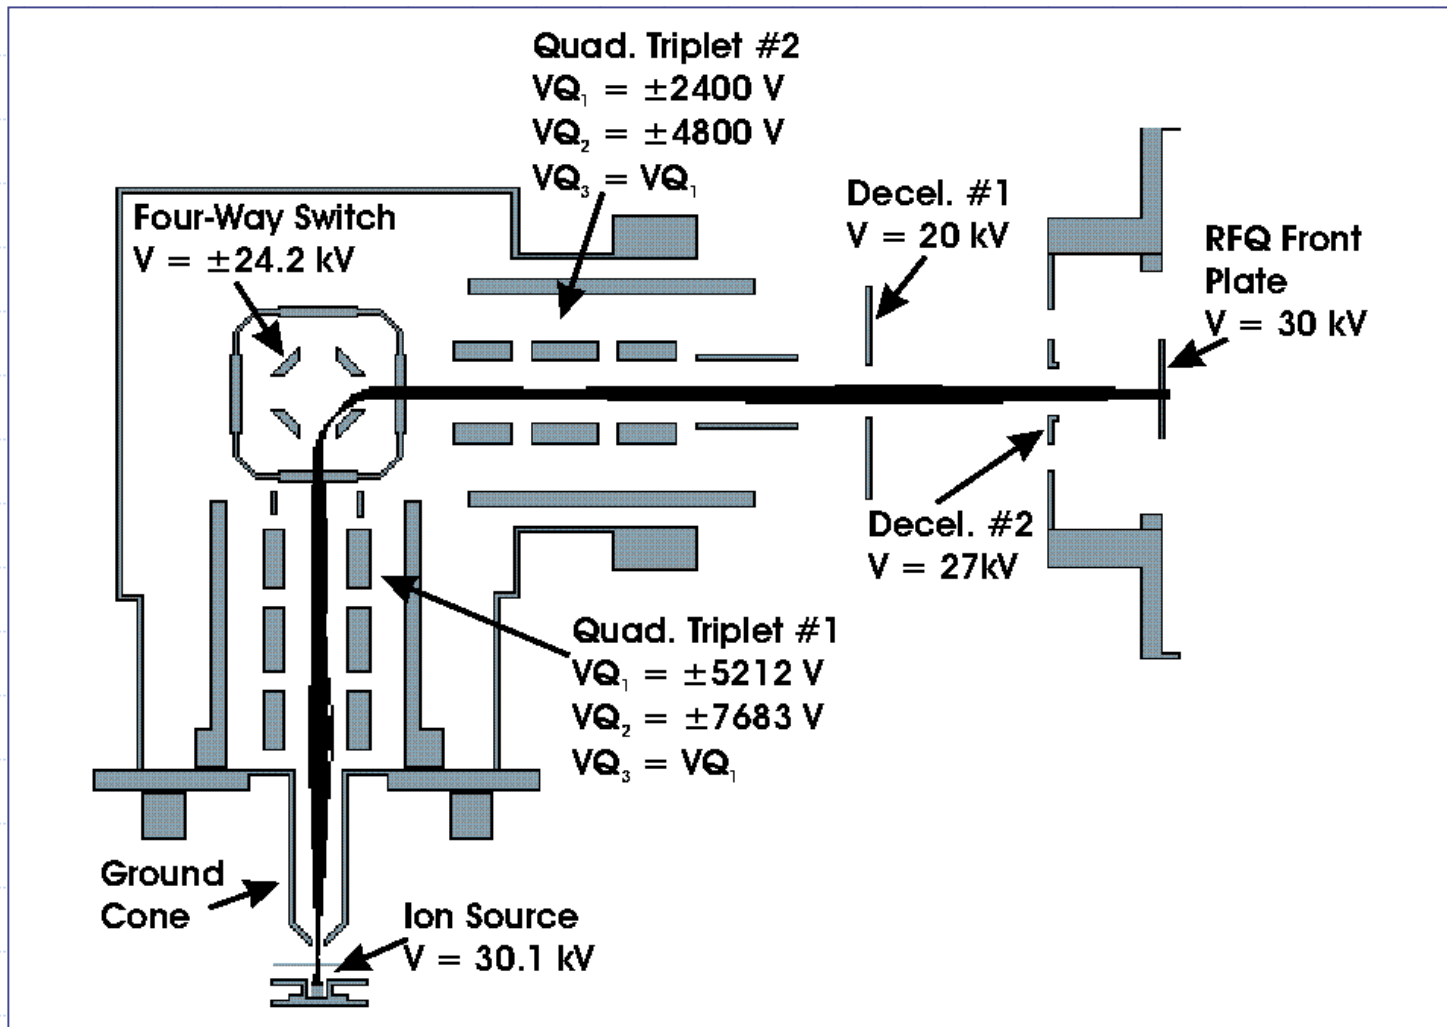 Quad. Triplet #2
VQ₁ = ±2400 V
VQ₂ = ±4800 V
VQ₃ = VQ₁
Four-Way Switch
V = ±24.2 kV
Decel. #1
V = 20 kV
RFQ Front
Plate
V = 30 kV
Decel. #2
V = 27kV
Quad. Triplet #1
VQ₁ = ±5212 V
VQ₂ = ±7683 V
VQ₃ = VQ₁
Ground
Cone
Ion Source
V = 30.1 kV